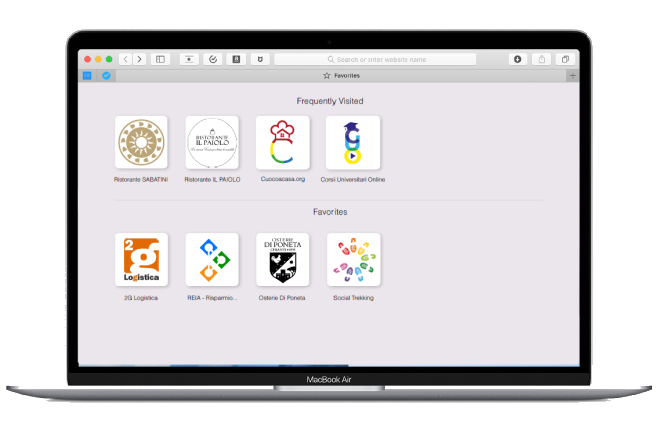 Search or enter website name
Favorites
Frequently Visited
RISTORANTE
IL PAIOLO
Ristorante SABATINI
Ristorante IL PAIOLO
Cuocoacasa.org
Corsi Universitari Online
Favorites
2g
Logistica
OSTERIE
DI PONETA
2G Logistica
REIA - Risparmio...
Osterie Di Poneta
Social Trekking
MacBook Air